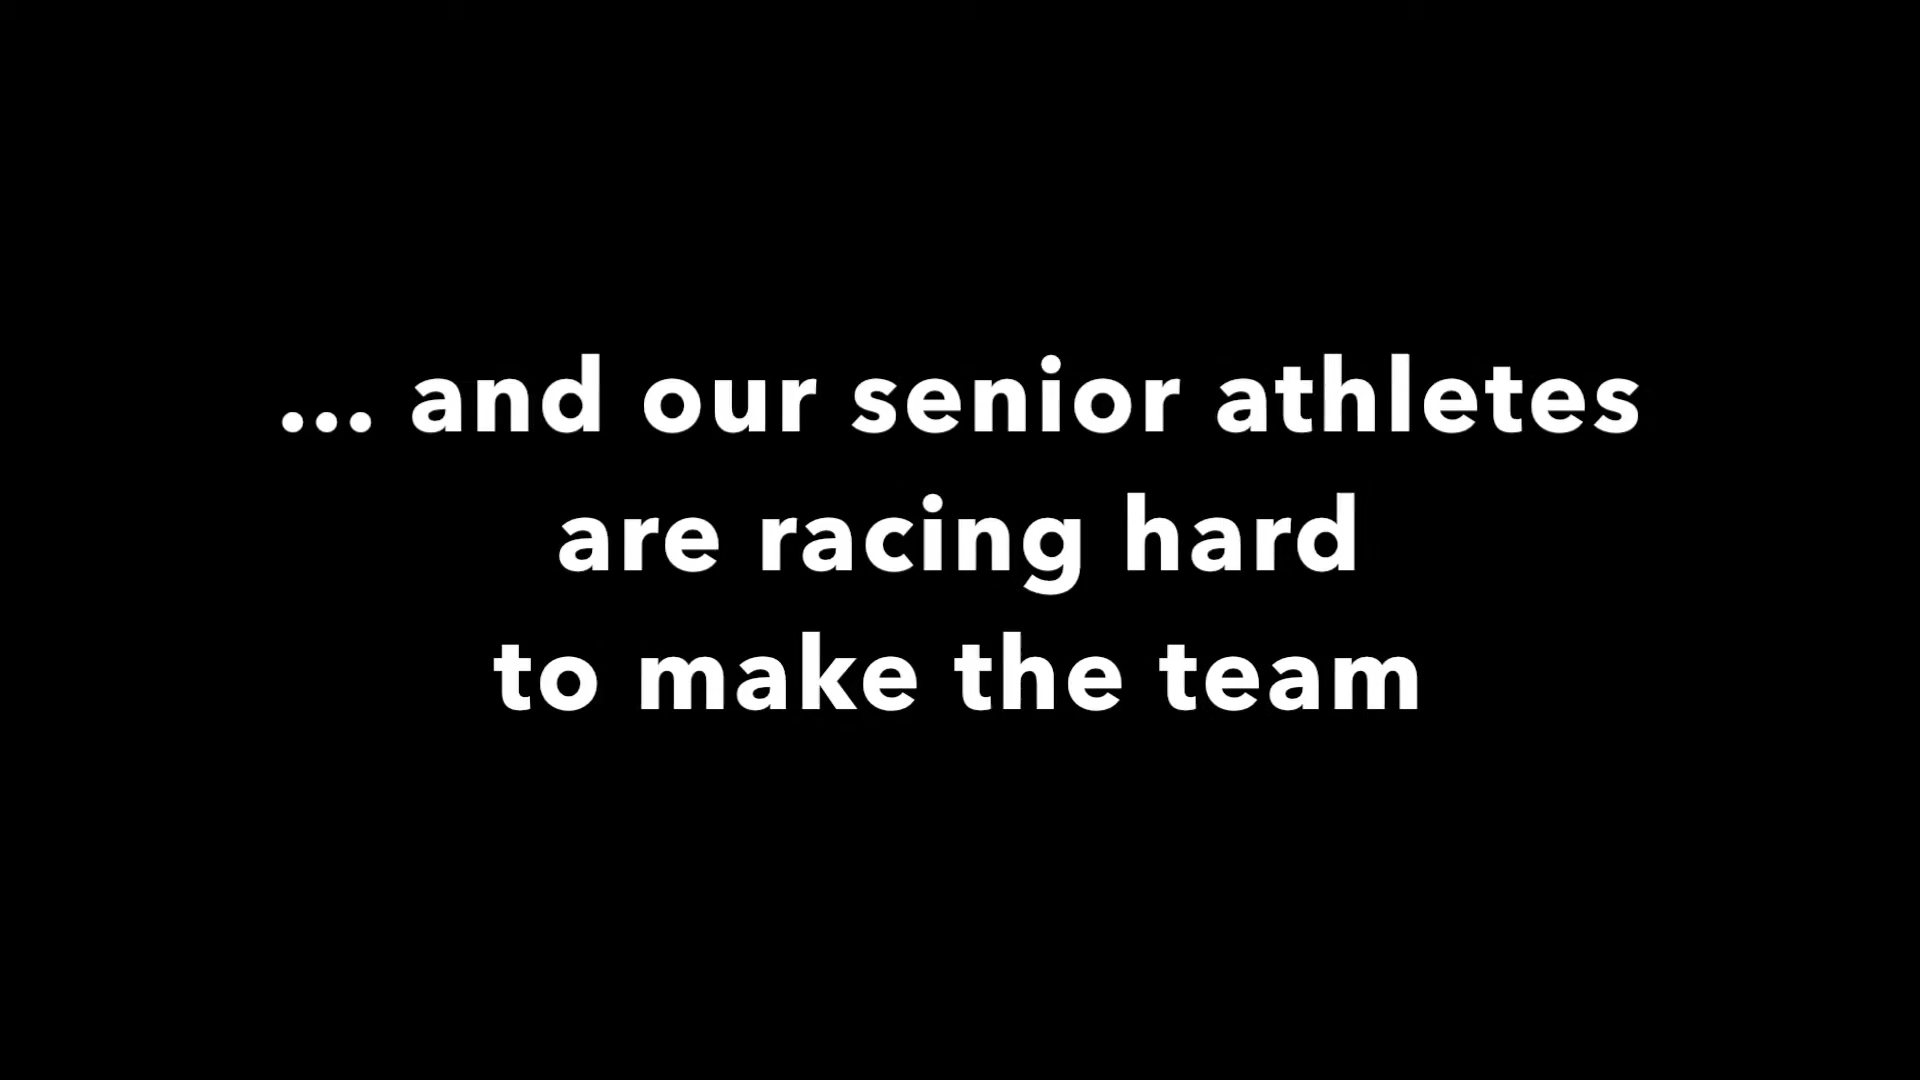 ... and our senior athletes
are racing hard
to make the team